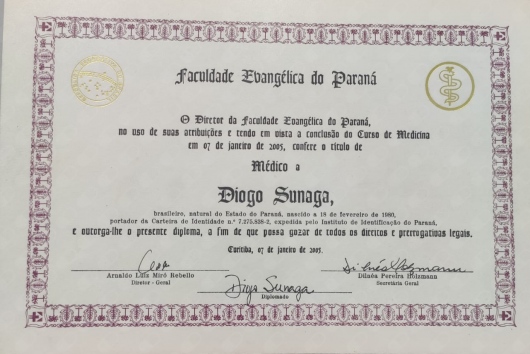 Faculdade Evangélica do Paraná
O Diretor da Faculdade Evangélica do Paraná,
no uso de suas atribuições e tendo em vista a conclusão do Curso de Medicina
em 07 de janeiro de 2005, confere o título de
Médico a
Diogo Sunaga,
brasileiro, natural do Estado do Paraná, nascido a 18 de fevereiro de 1980,
portador da Carteira de Identidade n.º 7.275.838-2, expedida pelo Instituto de Identificação do Paraná,
e outorga-lhe o presente diploma, a fim de que possa gozar de todos os direitos e prerrogativas legais.
Curitiba, 07 de janeiro de 2005.
Arnaldo Luiz Miró Rebello
Diretor - Geral
Diogo Sunaga
Diplomado
Dilnéa Pereira Holzmann
Secretária Geral